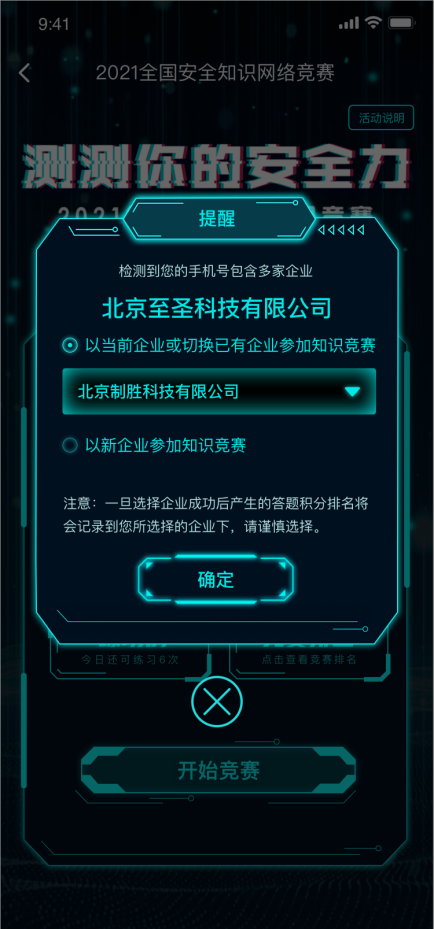 9:41
2021全国安全知识网络竞赛
活动说明
测测你的安全力
提醒
检测到您的手机号包含多家企业
北京至圣科技有限公司
以当前企业或切换已有企业参加知识竞赛
北京制胜科技有限公司
以新企业参加知识竞赛
注意：一旦选择企业成功后产生的答题积分排名将
会记录到您所选择的企业下，请谨慎选择。
确定
今日还可练习6次
点击查看竞赛排名
开始竞赛